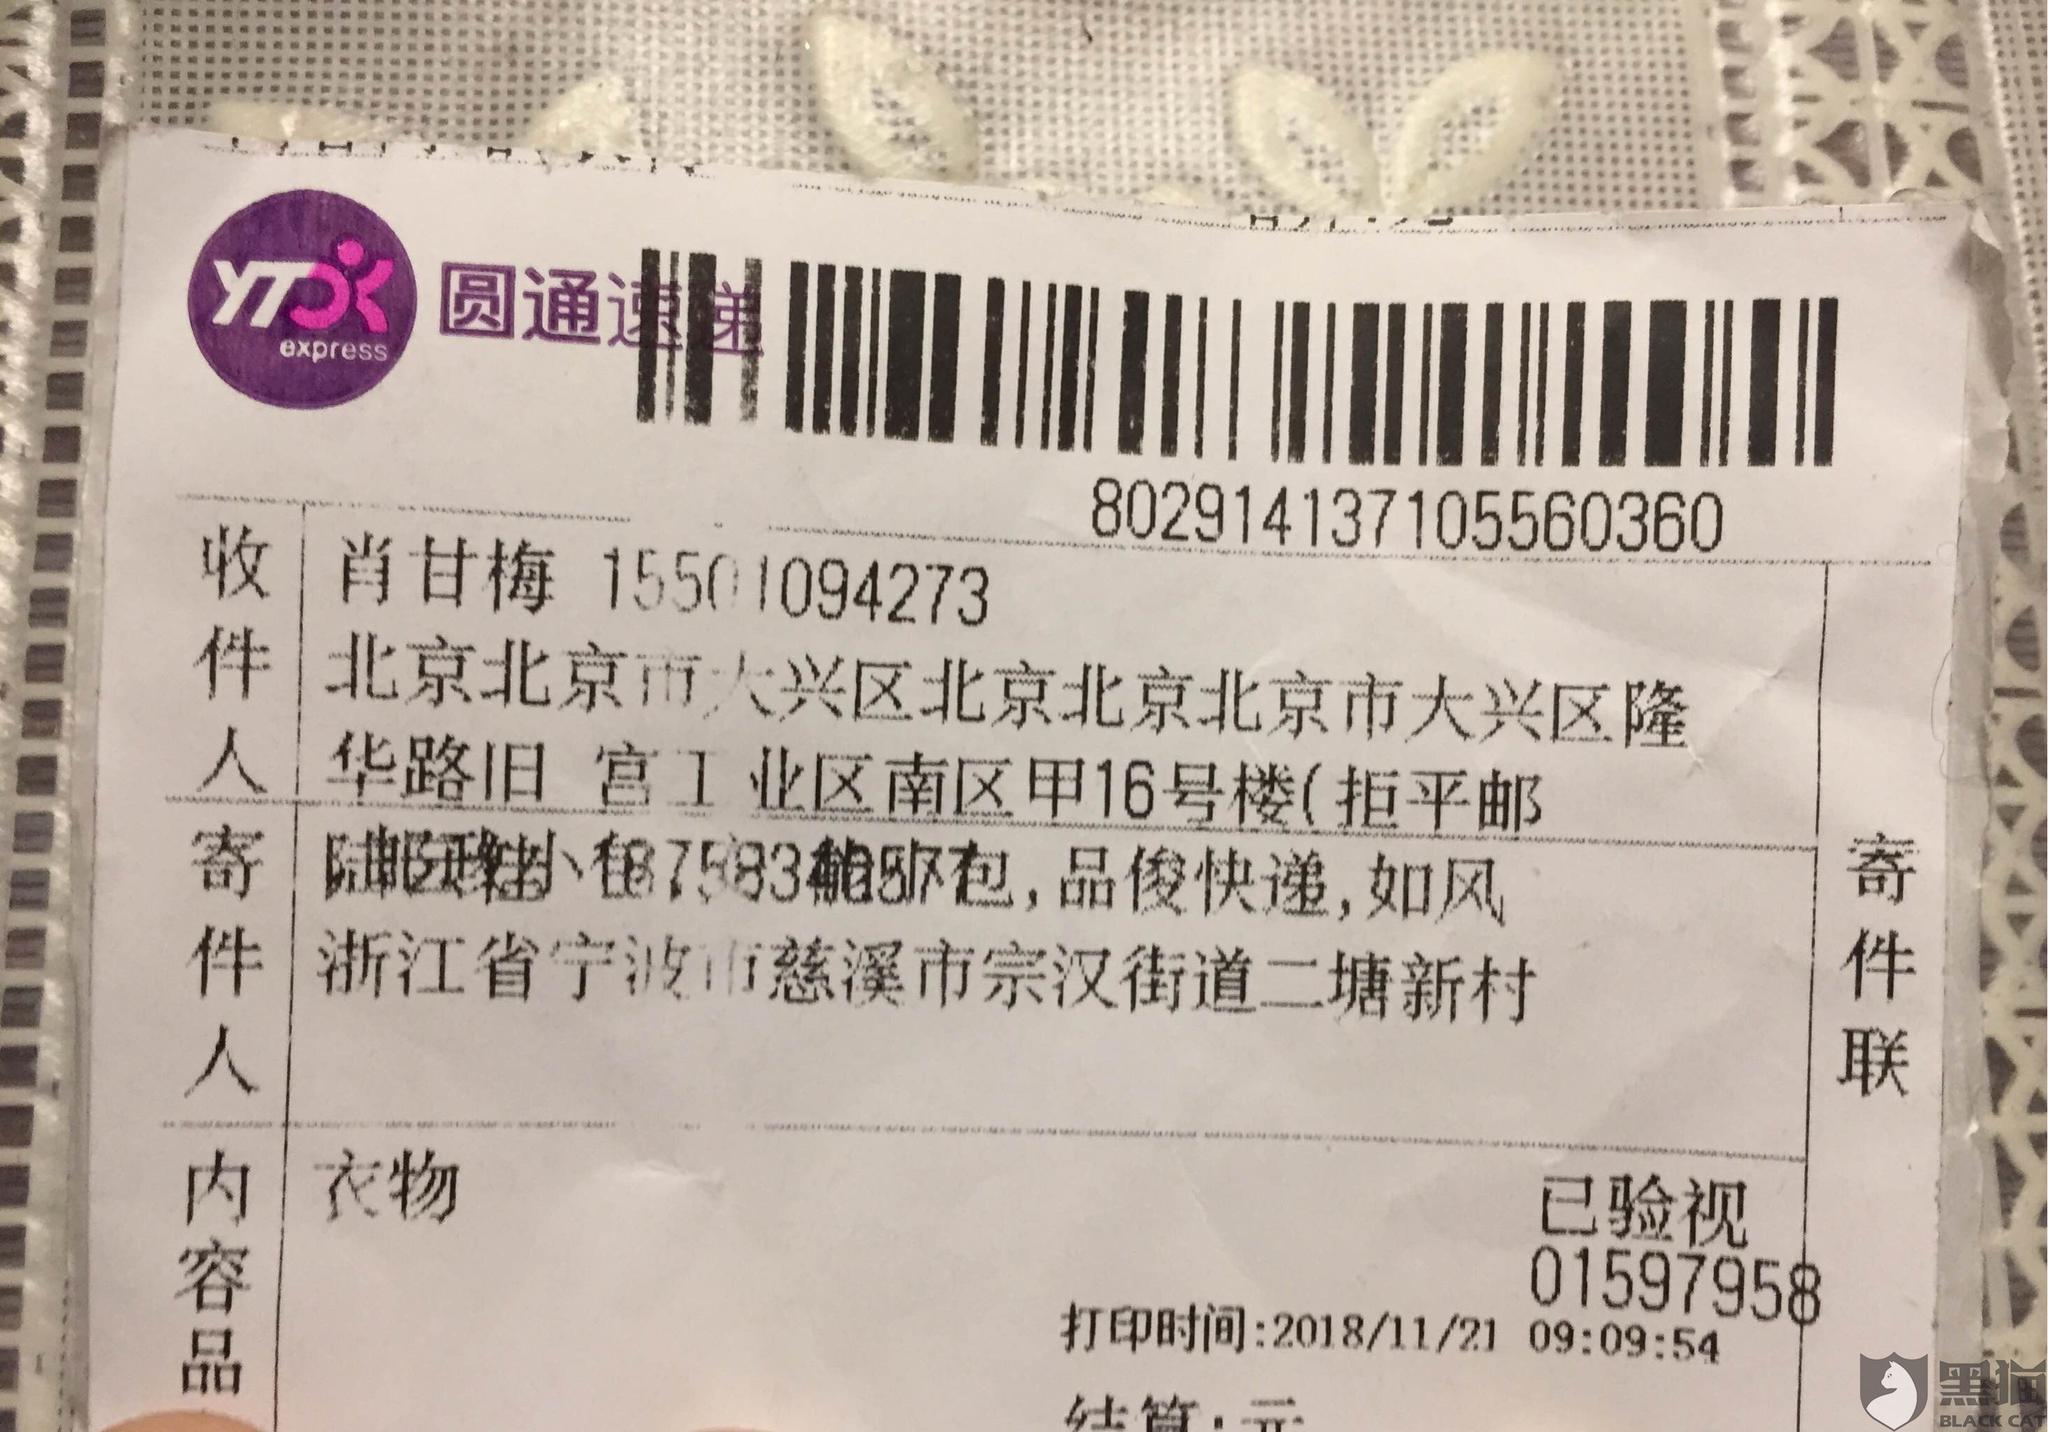 YTO express 圆通速递
802914137105560360
收件人
肖甘梅 15501094273
北京北京市大兴区北京北京北京市大兴区隆
华路旧 宫工业区南区甲16号楼(拒平邮
寄件人
包,品俊快递,如风
浙江省宁波市慈溪市宗汉街道二塘新村
寄件联
内容品
衣物
已验视
01597958
打印时间:2018/11/21 09:09:54
结算:元
黑猫
BLACK CAT